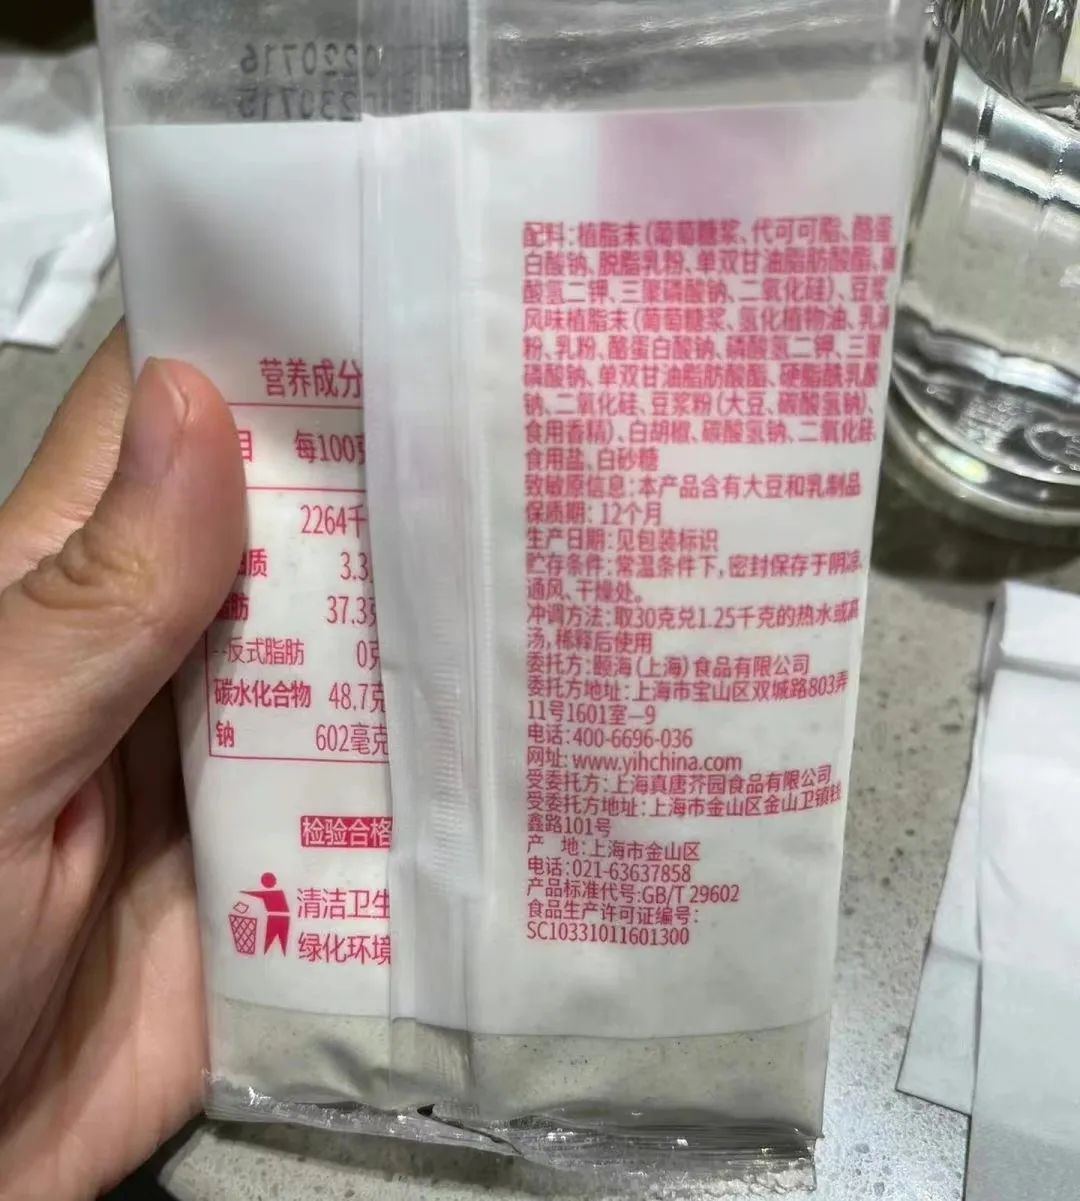 20220716
20230715
营养成分
目 每100克
2264千
白质 3.3
脂肪 37.3克
--反式脂肪 0克
碳水化合物 48.7克
钠 602毫克
检验合格
清洁卫生
绿化环境
配料:植脂末(葡萄糖浆、代可可脂、酪蛋
白酸钠、脱脂乳粉、单双甘油脂肪酸酯、磷
酸氢二钾、三聚磷酸钠、二氧化硅)、豆浆
风味植脂末(葡萄糖浆、氢化植物油、乳清
粉、乳粉、酪蛋白酸钠、磷酸氢二钾、三聚
磷酸钠、单双甘油脂肪酸酯、硬脂酰乳酸
钠、二氧化硅、豆浆粉(大豆、碳酸氢钠)、
食用香精)、白胡椒、碳酸氢钠、二氧化硅、
食用盐、白砂糖
致敏原信息:本产品含有大豆和乳制品
保质期:12个月
生产日期:见包装标识
贮存条件:常温条件下,密封保存于阴凉、
通风、干燥处。
冲调方法:取30克兑1.25千克的热水或高
汤,稀释后使用
委托方:颐海(上海)食品有限公司
委托方地址:上海市宝山区双城路803弄
11号1601室—9
电话:400-6696-036
网址:www.yihchina.com
受委托方:上海真唐芥园食品有限公司
受委托方地址:上海市金山区金山卫镇钱
鑫路101号
产 地:上海市金山区
电话:021-63637858
产品标准代号:GB/T 29602
食品生产许可证编号:
SC10331011601300